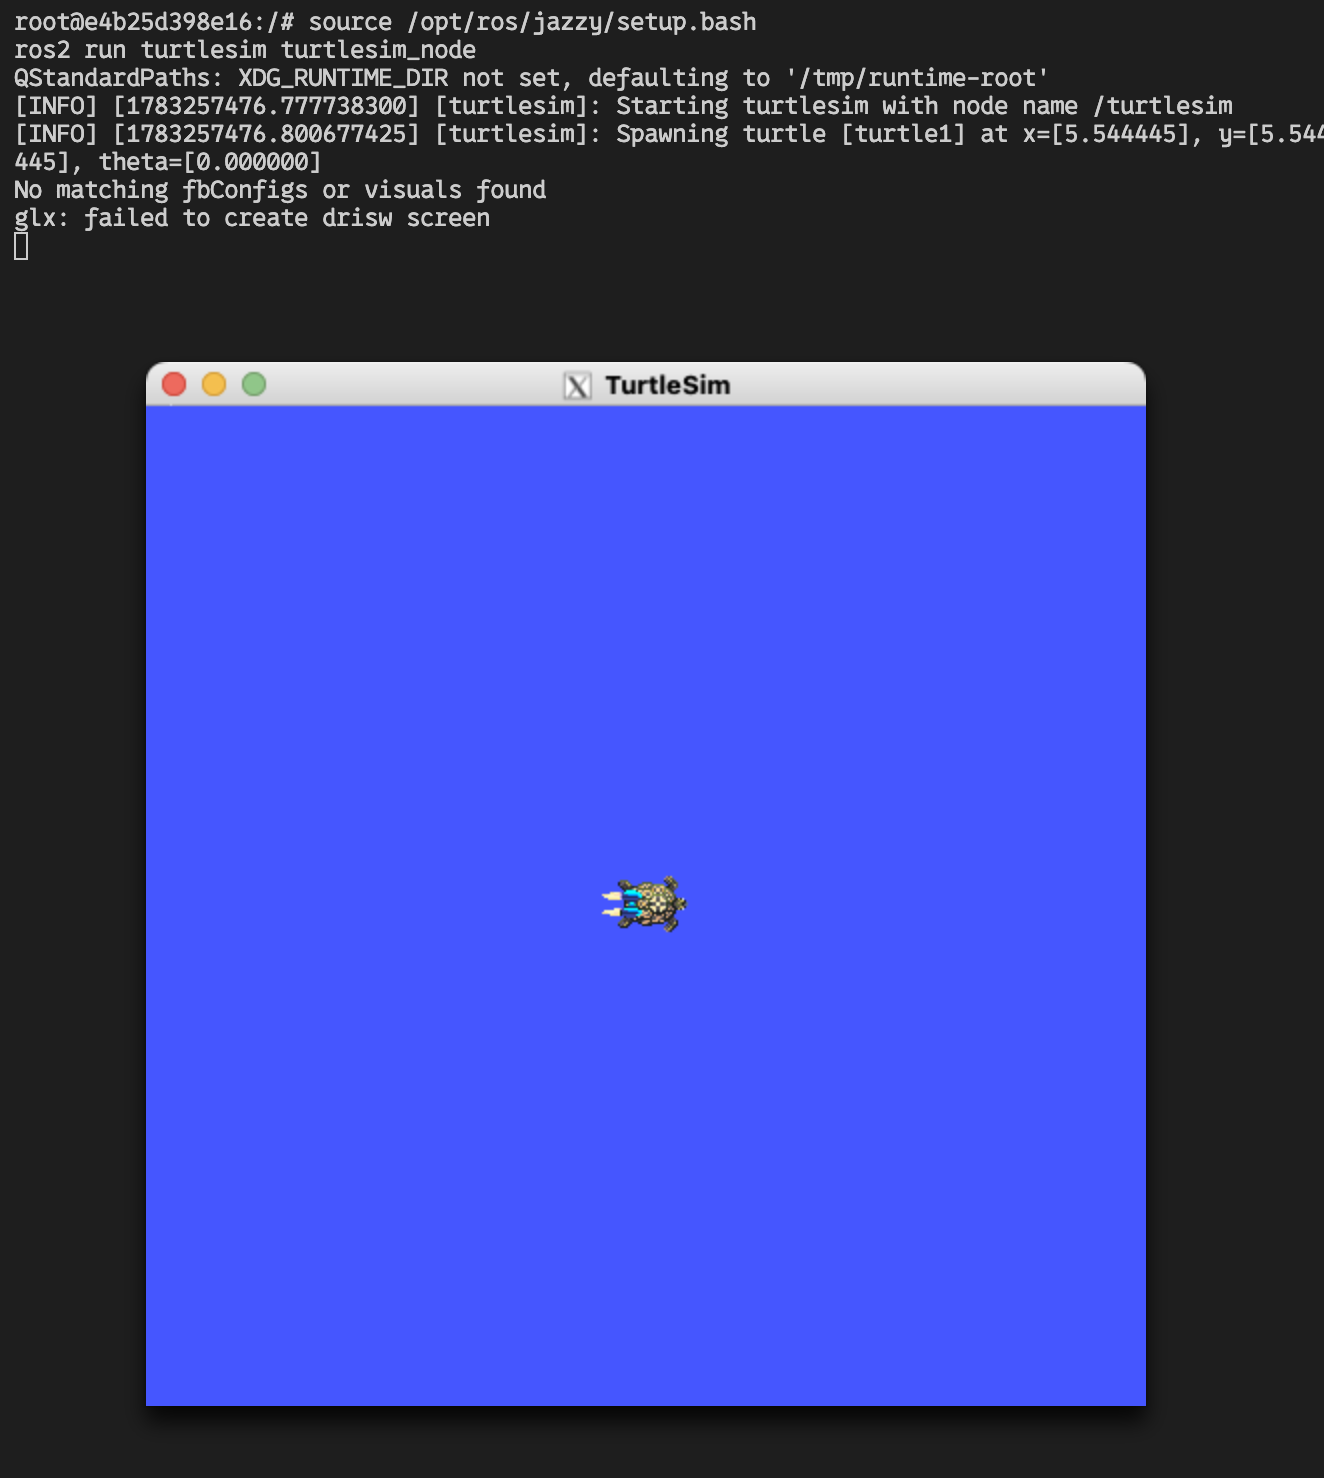 root@e4b25d398e16:/# source /opt/ros/jazzy/setup.bash
ros2 run turtlesim turtlesim_node
QStandardPaths: XDG_RUNTIME_DIR not set, defaulting to '/tmp/runtime-root'
[INFO] [1783257476.777738300] [turtlesim]: Starting turtlesim with node name /turtlesim
[INFO] [1783257476.800677425] [turtlesim]: Spawning turtle [turtle1] at x=[5.544445], y=[5.544
445], theta=[0.000000]
No matching fbConfigs or visuals found
glx: failed to create drisw screen
TurtleSim